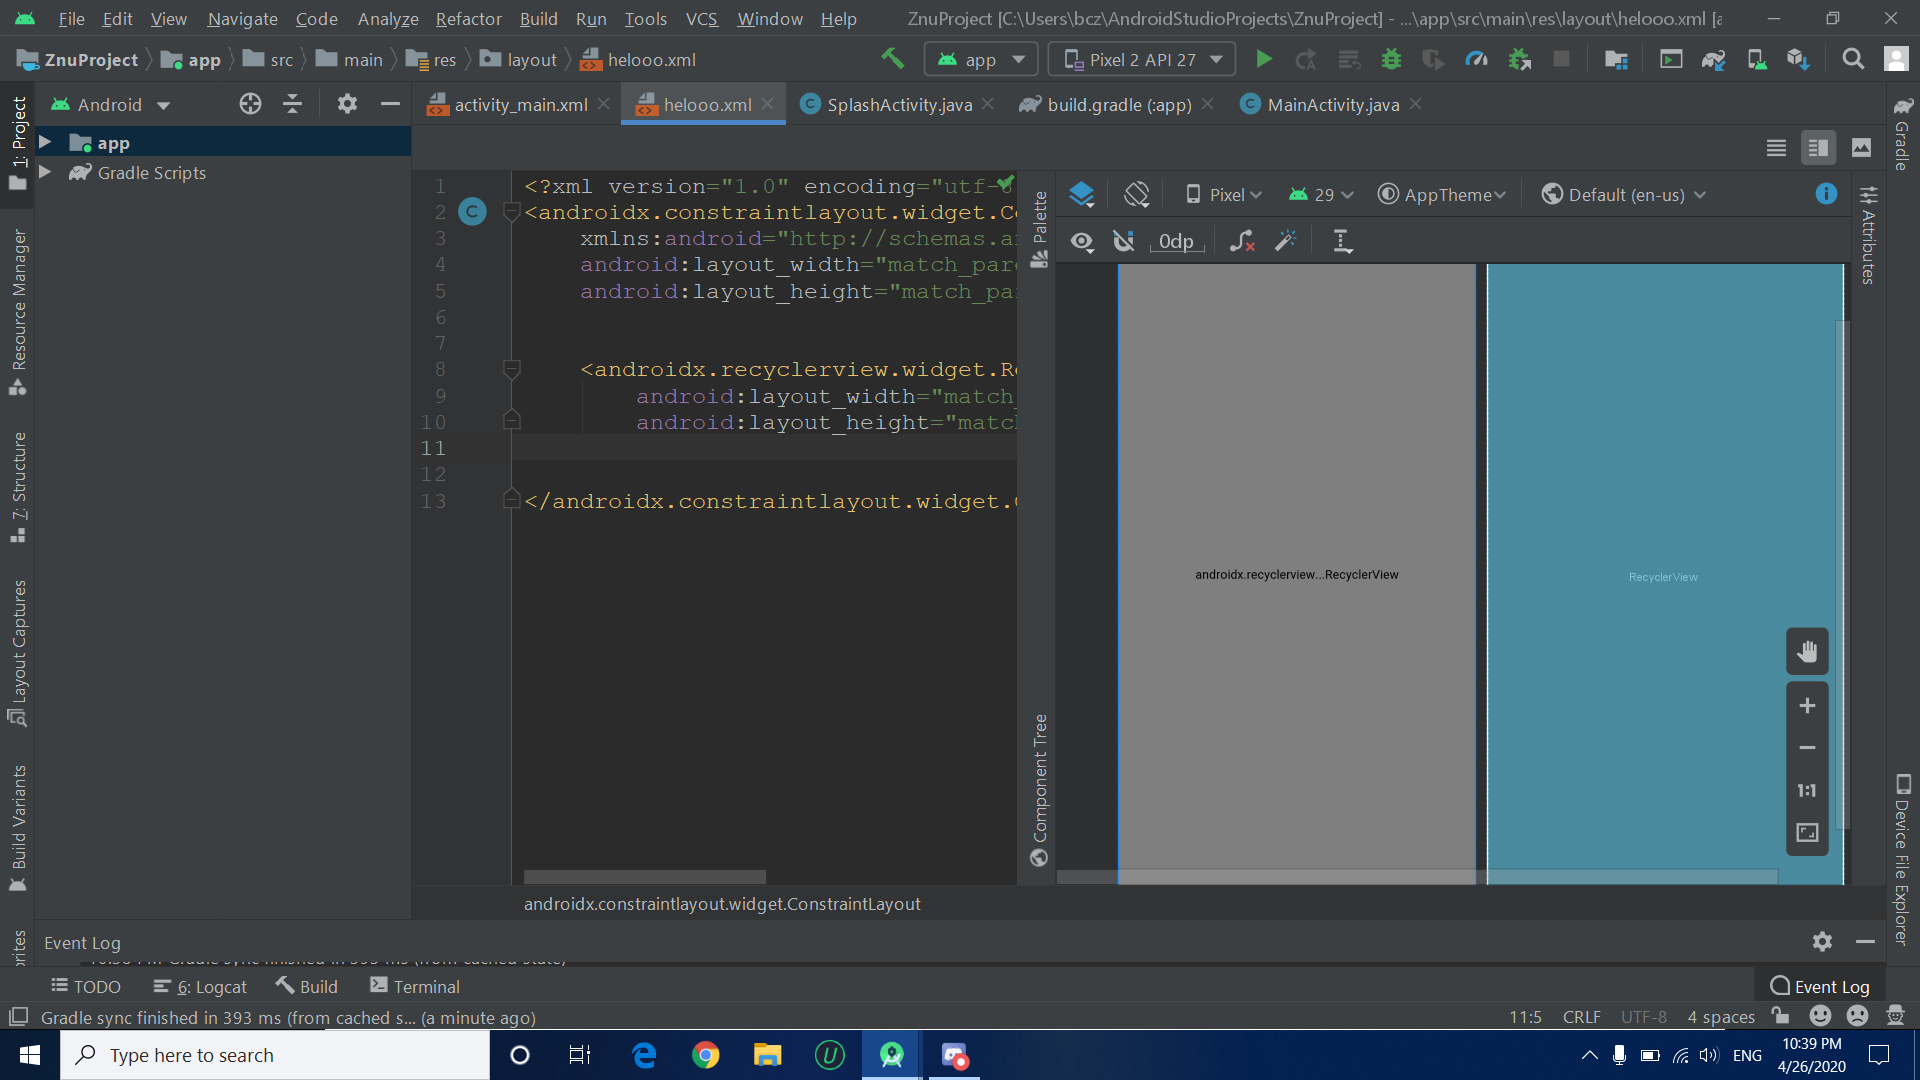 File Edit View Navigate Code Analyze Refactor Build Run Tools VCS Window Help ZnuProject [C:\Users\bcz\AndroidStudioProjects\ZnuProject] - ...\app\src\main\res\layout\helooo.xml [a
ZnuProject app src main res layout helooo.xml app Pixel 2 API 27
Android
activity_main.xml helooo.xml SplashActivity.java build.gradle (:app) MainActivity.java
app
Gradle Scripts
1: Project
Resource Manager
Z: Structure
Layout Captures
Build Variants
1 <?xml version="1.0" encoding="utf-8
2 <androidx.constraintlayout.widget.Co
3 xmlns:android="http://schemas.an
4 android:layout_width="match_pare
5 android:layout_height="match_pa
6
7
8 <androidx.recyclerview.widget.Re
9 android:layout_width="match_
10 android:layout_height="matc
11
12
13 </androidx.constraintlayout.widget.C
androidx.constraintlayout.widget.ConstraintLayout
Palette
Component Tree
Pixel 29 AppTheme Default (en-us)
0dp
androidx.recyclerview...RecyclerView
RecyclerView
1:1
Gradle
Attributes
Device File Explorer
Event Log
TODO 6: Logcat Build Terminal Event Log
Gradle sync finished in 393 ms (from cached s... (a minute ago) 11:5 CRLF UTF-8 4 spaces
Type here to search ENG 10:39 PM
4/26/2020